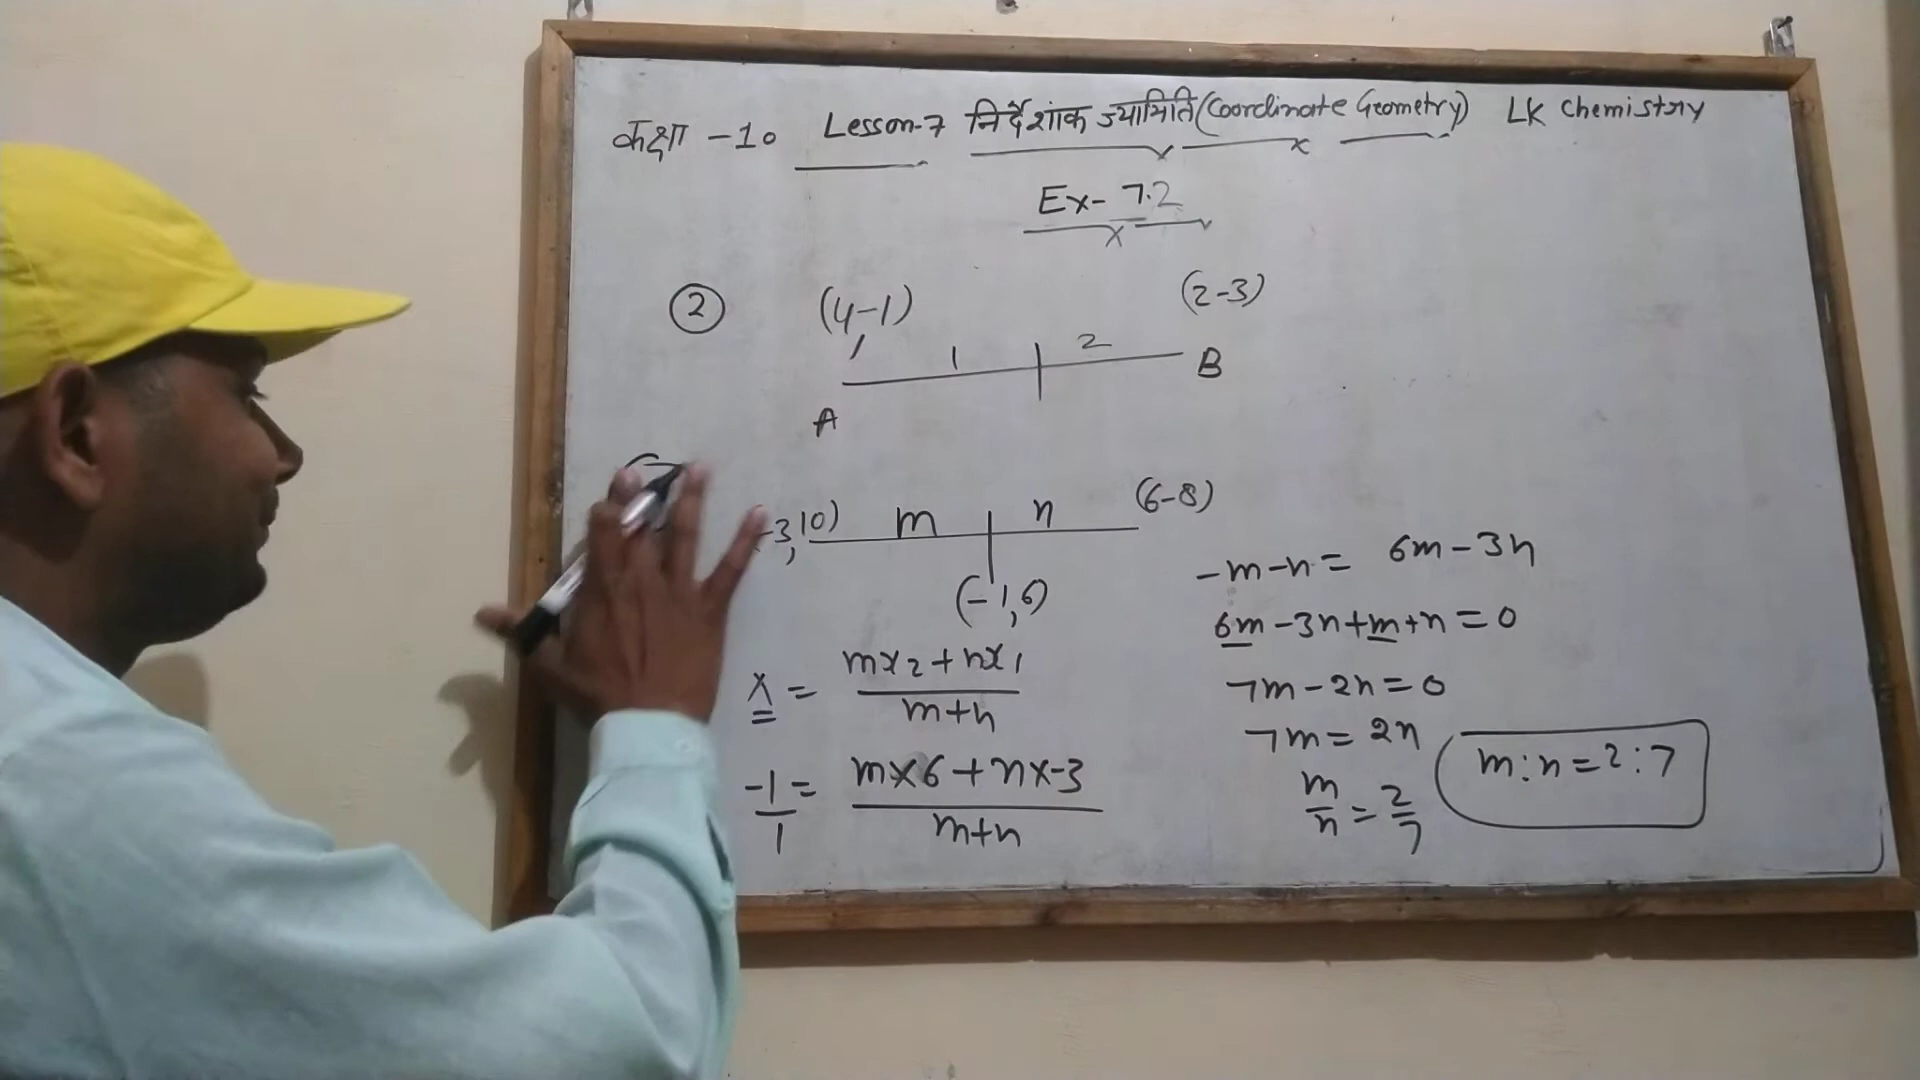 कक्षा - 10 Lesson-7 निर्देशांक ज्यामिति (Coordinate Geometry) LK Chemistry
Ex- 7.2
(2) (4,-1) (2-3)
1 2
A B
-3,10) m n (6-8)
(-1,6)
x = mx2+nx1 / m+n
-1/1 = m×6+n×-3 / m+n
-m-n = 6m-3n
6m-3n+m+n=0
7m-2n=0
7m=2n
m/n = 2/7
m:n=2:7